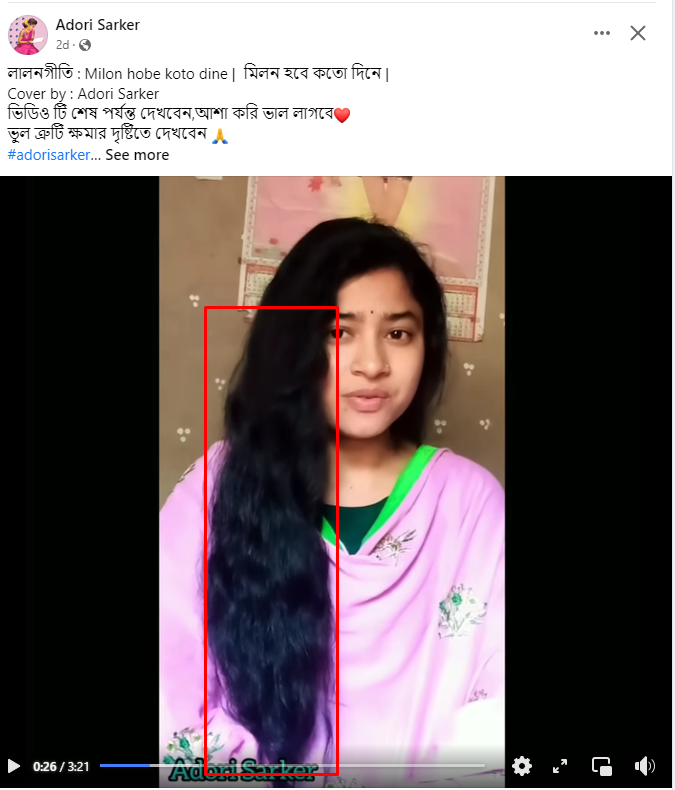 Adori Sarker
2d ·
লালনগীতি : Milon hobe koto dine | মিলন হবে কতো দিনে |
Cover by : Adori Sarker
ভিডিও টি শেষ পর্যন্ত দেখবেন,আশা করি ভাল লাগবে❤️
ভুল ত্রুটি ক্ষমার দৃষ্টিতে দেখবেন 🙏
#adorisarker... See more
0:26 / 3:21
Adori Sarker